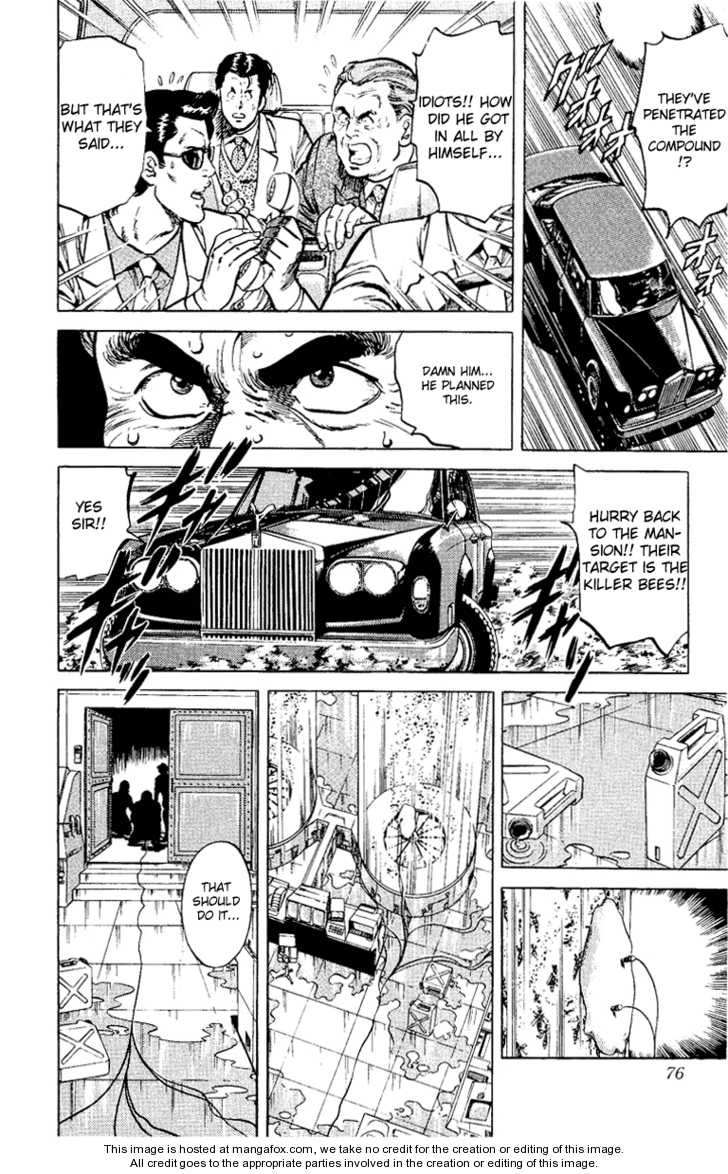 THEY'VE
PENETRATED
THE
COMPOUND
!?
IDIOTS!! HOW
DID HE GOT
IN ALL BY
HIMSELF...
BUT THAT'S
WHAT THEY
SAID...
DAMN HIM...
HE PLANNED
THIS.
HURRY BACK
TO THE MAN-
SION!! THEIR
TARGET IS THE
KILLER BEES!!
YES
SIR!!
THAT
SHOULD
DO IT...
76
This image is hosted at mangafox.com, we take no credit for the creation or editing of this image.
All credit goes to the appropriate parties involved in the creation and editing of this image.